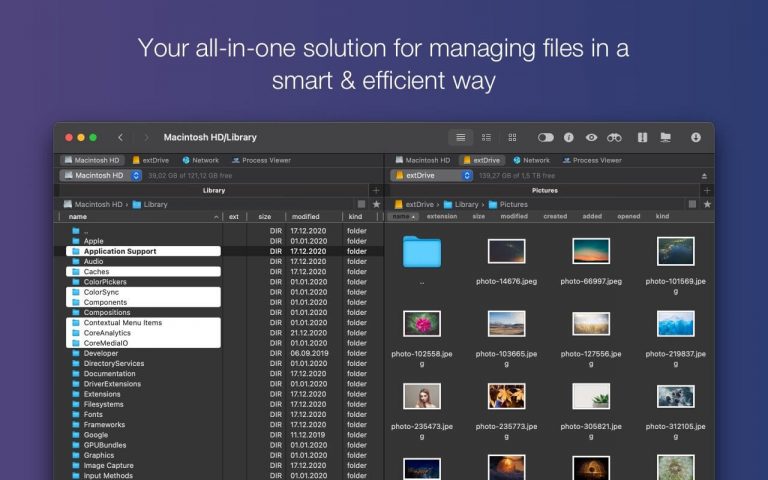 Your all-in-one solution for managing files in a
smart & efficient way
Macintosh HD/Library
Macintosh HD extDrive Network Process Viewer
Macintosh HD 39,02 GB of 121,12 GB free
Library
Macintosh HD › Library
name ext size modified kind
..
Apple DIR 01.01.2020 folder
Application Support DIR 17.12.2020 folder
Audio DIR 17.12.2020 folder
Caches DIR 17.12.2020 folder
ColorPickers DIR 01.01.2020 folder
ColorSync DIR 01.01.2020 folder
Components DIR 01.01.2020 folder
Compositions DIR 01.01.2020 folder
Contextual Menu Items DIR 17.12.2020 folder
CoreAnalytics DIR 21.12.2020 folder
CoreMediaIO DIR 01.01.2020 folder
Developer DIR 06.09.2019 folder
DirectoryServices DIR 01.01.2020 folder
Documentation DIR 17.12.2020 folder
DriverExtensions DIR 01.01.2020 folder
Extensions DIR 17.12.2020 folder
Filesystems DIR 17.12.2020 folder
Fonts DIR 01.01.2020 folder
Frameworks DIR 17.12.2020 folder
Google DIR 11.12.2019 folder
GPUBundles DIR 01.01.2020 folder
Graphics DIR 01.01.2020 folder
Image Capture DIR 17.12.2020 folder
Input Methods DIR 01.01.2020 folder
Macintosh HD extDrive Network Process Viewer
extDrive 139,27 GB of 1,5 TB free
Pictures
extDrive › Library › Pictures
name extension size modified created added opened kind
.. photo-14676.jpeg photo-66997.jpeg photo-101569.jpe
g
photo-102558.jpe photo-103665.jpe photo-127556.jpe photo-219837.jpe
g g g g
photo-235473.jpe photo-235773.jpe photo-305821.jpe photo-312105.jpe
g g g g